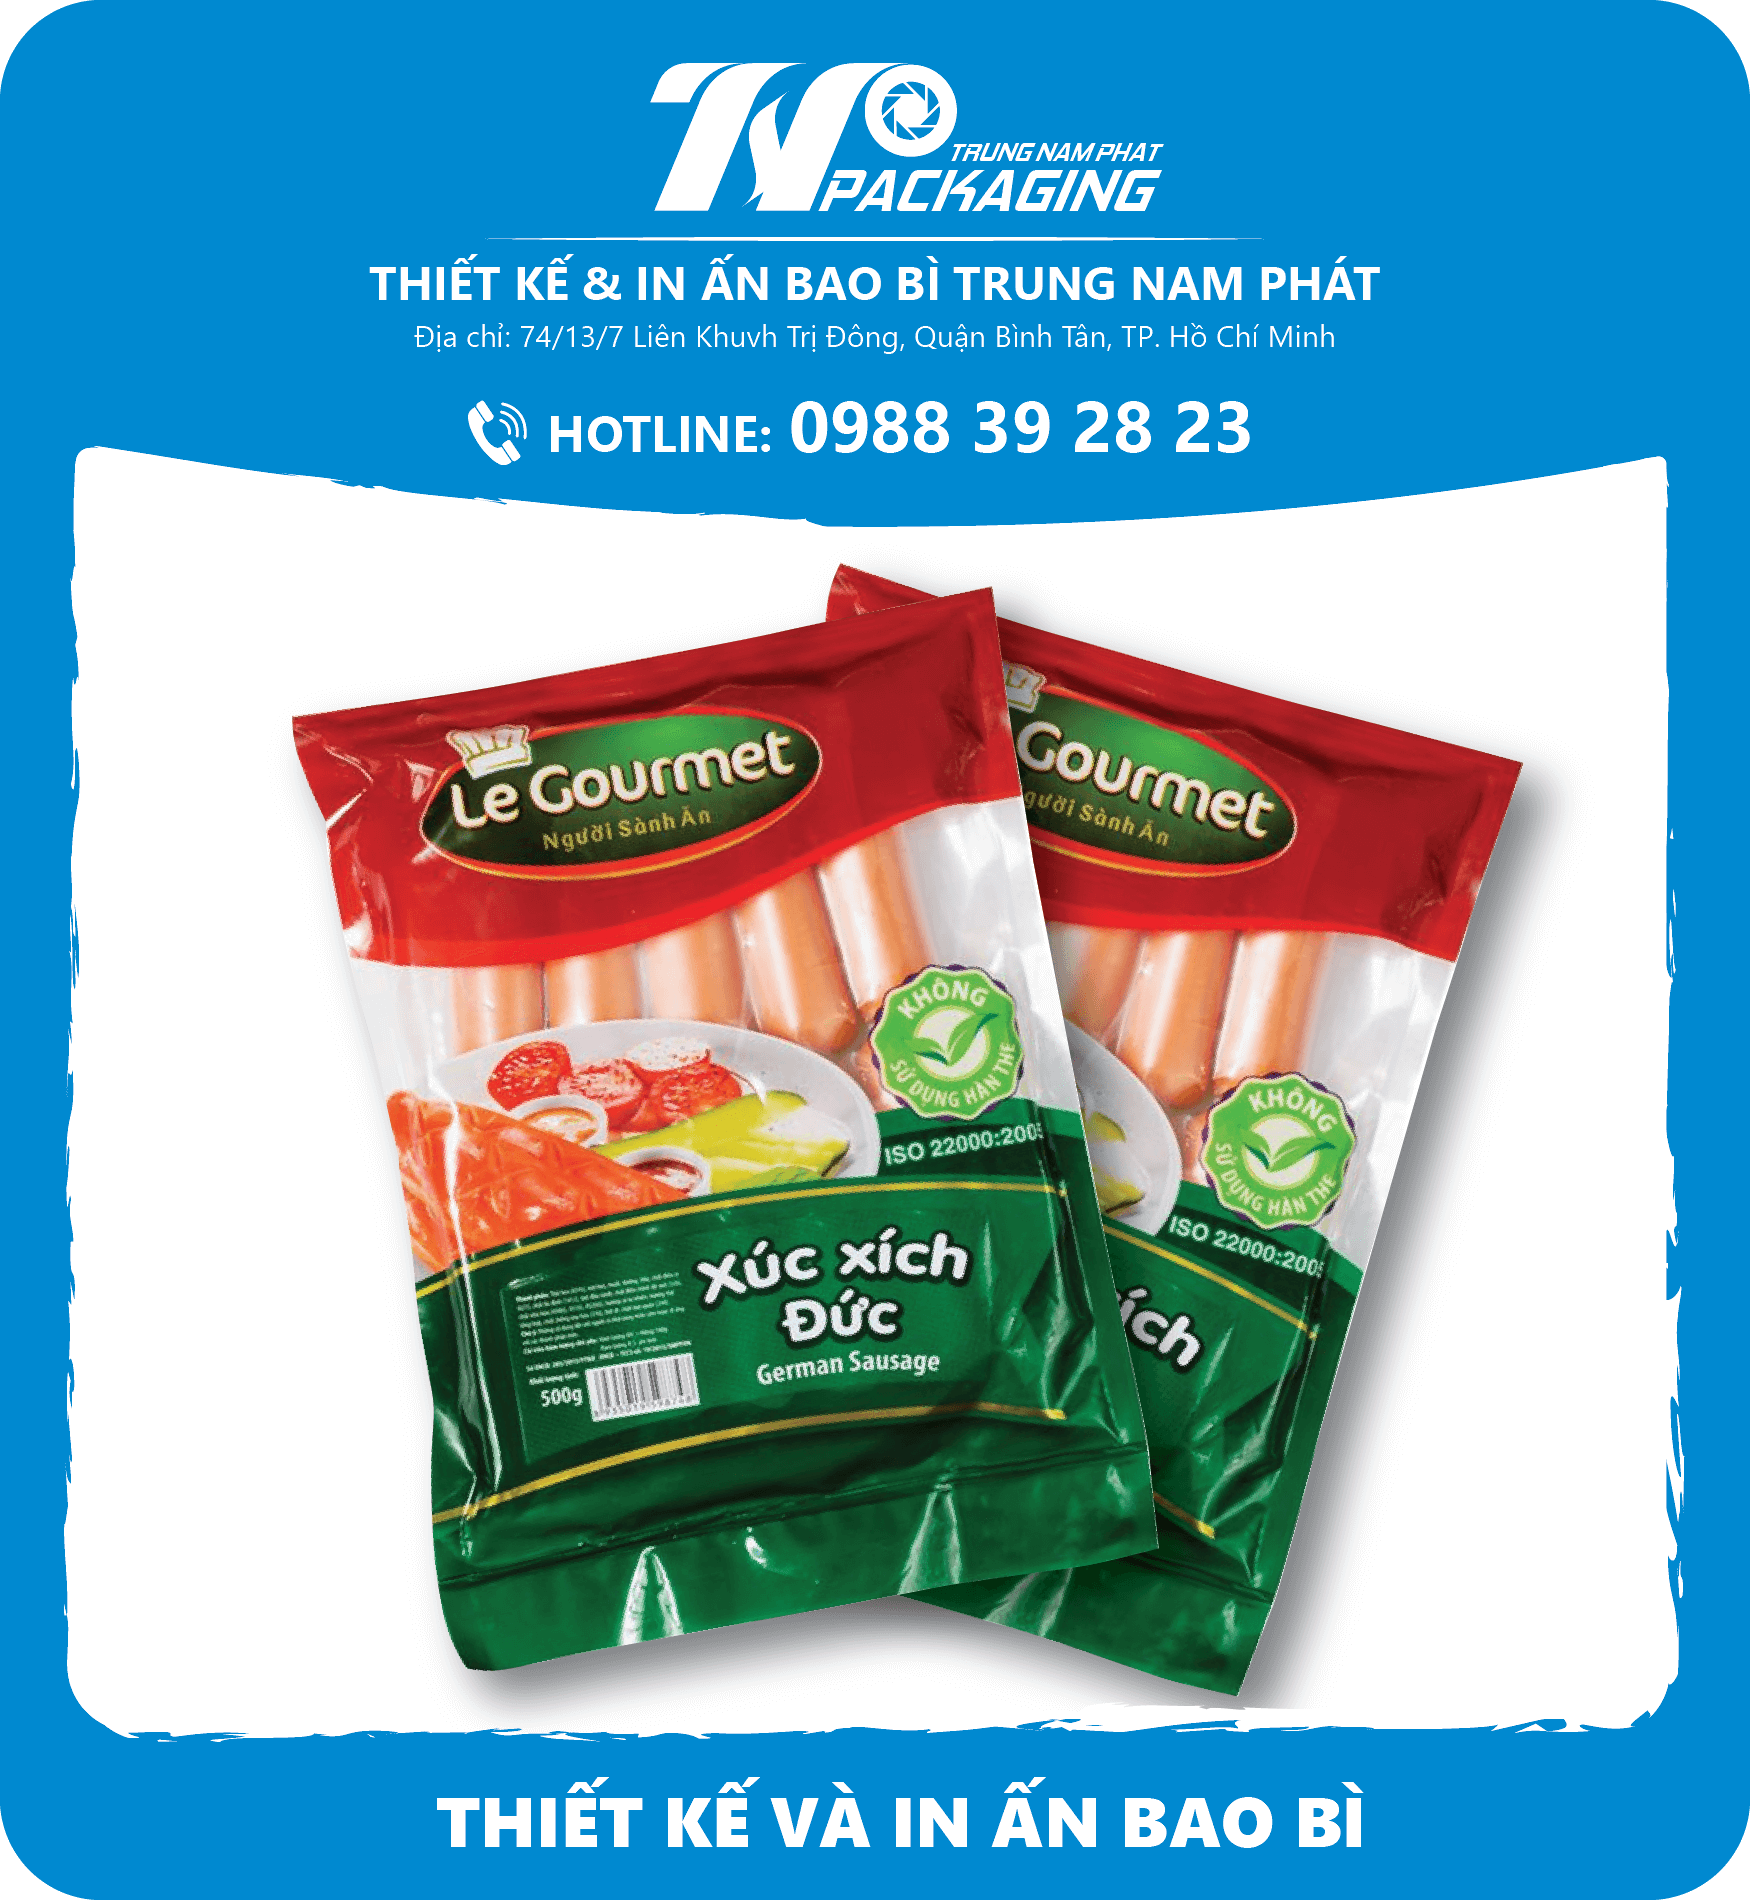 TNP
TRUNG NAM PHAT
PACKAGING
THIẾT KẾ & IN ẤN BAO BÌ TRUNG NAM PHÁT
Địa chỉ: 74/13/7 Liên Khuvh Trị Đông, Quận Bình Tân, TP. Hồ Chí Minh
HOTLINE: 0988 39 28 23
Le Gourmet
Người Sành Ăn
KHÔNG
SỬ DỤNG HÀN THE
ISO 22000:2005
Xúc xích
Đức
German Sausage
500g
Gourmet
Sành Ăn
KHÔNG
SỬ DỤNG HÀN THE
ISO 22000:2005
ích
THIẾT KẾ VÀ IN ẤN BAO BÌ